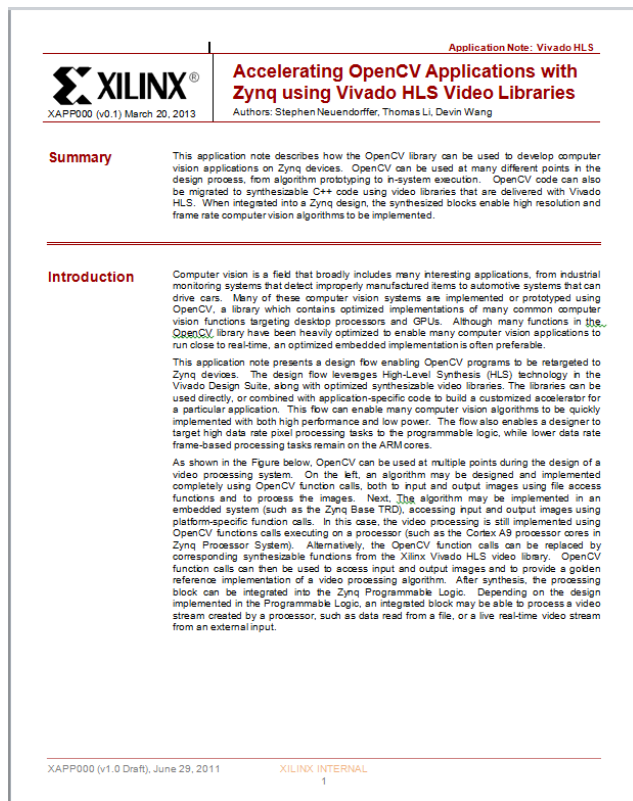 Application Note: Vivado HLS
XILINX®
XAPP000 (v0.1) March 20, 2013
Accelerating OpenCV Applications with
Zynq using Vivado HLS Video Libraries
Authors: Stephen Neuendorffer, Thomas Li, Devin Wang
Summary
This application note describes how the OpenCV library can be used to develop computer
vision applications on Zynq devices. OpenCV can be used at many different points in the
design process, from algorithm prototyping to in-system execution. OpenCV code can also
be migrated to synthesizable C++ code using video libraries that are delivered with Vivado
HLS. When integrated into a Zynq design, the synthesized blocks enable high resolution and
frame rate computer vision algorithms to be implemented.
Introduction
Computer vision is a field that broadly includes many interesting applications, from industrial
monitoring systems that detect improperly manufactured items to automotive systems that can
drive cars. Many of these computer vision systems are implemented or prototyped using
OpenCV, a library which contains optimized implementations of many common computer
vision functions targeting desktop processors and GPUs. Although many functions in the
OpenCV library have been heavily optimized to enable many computer vision applications to
run close to real-time, an optimized embedded implementation is often preferable.
This application note presents a design flow enabling OpenCV programs to be retargeted to
Zynq devices. The design flow leverages High-Level Synthesis (HLS) technology in the
Vivado Design Suite, along with optimized synthesizable video libraries. The libraries can be
used directly, or combined with application-specific code to build a customized accelerator for
a particular application. This flow can enable many computer vision algorithms to be quickly
implemented with both high performance and low power. The flow also enables a designer to
target high data rate pixel processing tasks to the programmable logic, while lower data rate
frame-based processing tasks remain on the ARM cores.
As shown in the Figure below, OpenCV can be used at multiple points during the design of a
video processing system. On the left, an algorithm may be designed and implemented
completely using OpenCV function calls, both to input and output images using file access
functions and to process the images. Next, The algorithm may be implemented in an
embedded system (such as the Zynq Base TRD), accessing input and output images using
platform-specific function calls. In this case, the video processing is still implemented using
OpenCV functions calls executing on a processor (such as the Cortex A9 processor cores in
Zynq Processor System). Alternatively, the OpenCV function calls can be replaced by
corresponding synthesizable functions from the Xilinx Vivado HLS video library. OpenCV
function calls can then be used to access input and output images and to provide a golden
reference implementation of a video processing algorithm. After synthesis, the processing
block can be integrated into the Zynq Programmable Logic. Depending on the design
implemented in the Programmable Logic, an integrated block may be able to process a video
stream created by a processor, such as data read from a file, or a live real-time video stream
from an external input.
XAPP000 (v1.0 Draft), June 29, 2011
XILINX INTERNAL
1